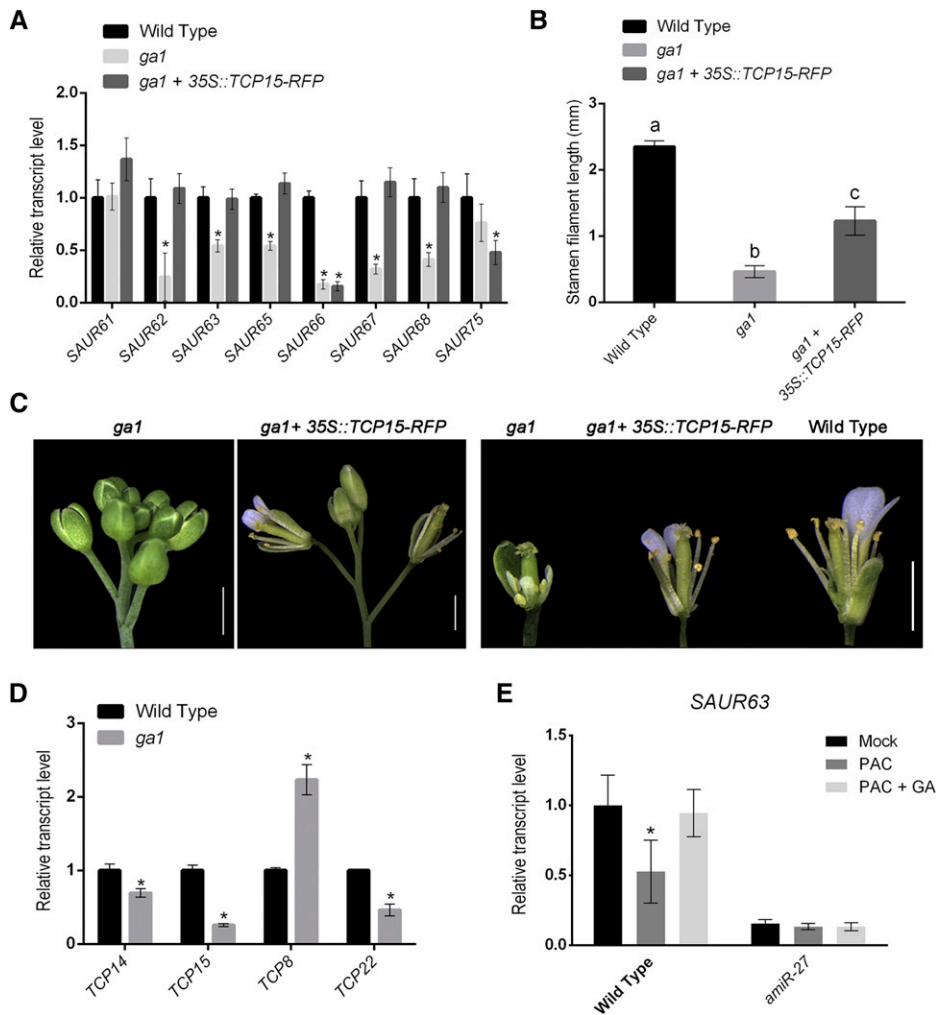 A
Wild Type
ga1
ga1 + 35S::TCP15-RFP
Relative transcript level
2.0
1.5
1.0
0.5
0.0
SAUR61
SAUR62
SAUR63
SAUR65
SAUR66
SAUR67
SAUR68
SAUR75
* * * * * * * *
B
Wild Type
ga1
ga1 + 35S::TCP15-RFP
Stamen filament length (mm)
3
2
1
0
a
b
c
Wild Type
ga1
ga1 +
35S::TCP15-RFP
C
ga1
ga1+ 35S::TCP15-RFP
ga1
ga1+ 35S::TCP15-RFP
Wild Type
D
Wild Type
ga1
Relative transcript level
3
2
1
0
* * * *
TCP14
TCP15
TCP8
TCP22
E
SAUR63
Mock
PAC
PAC + GA
Relative transcript level
1.5
1.0
0.5
0.0
*
Wild Type
amiR-27